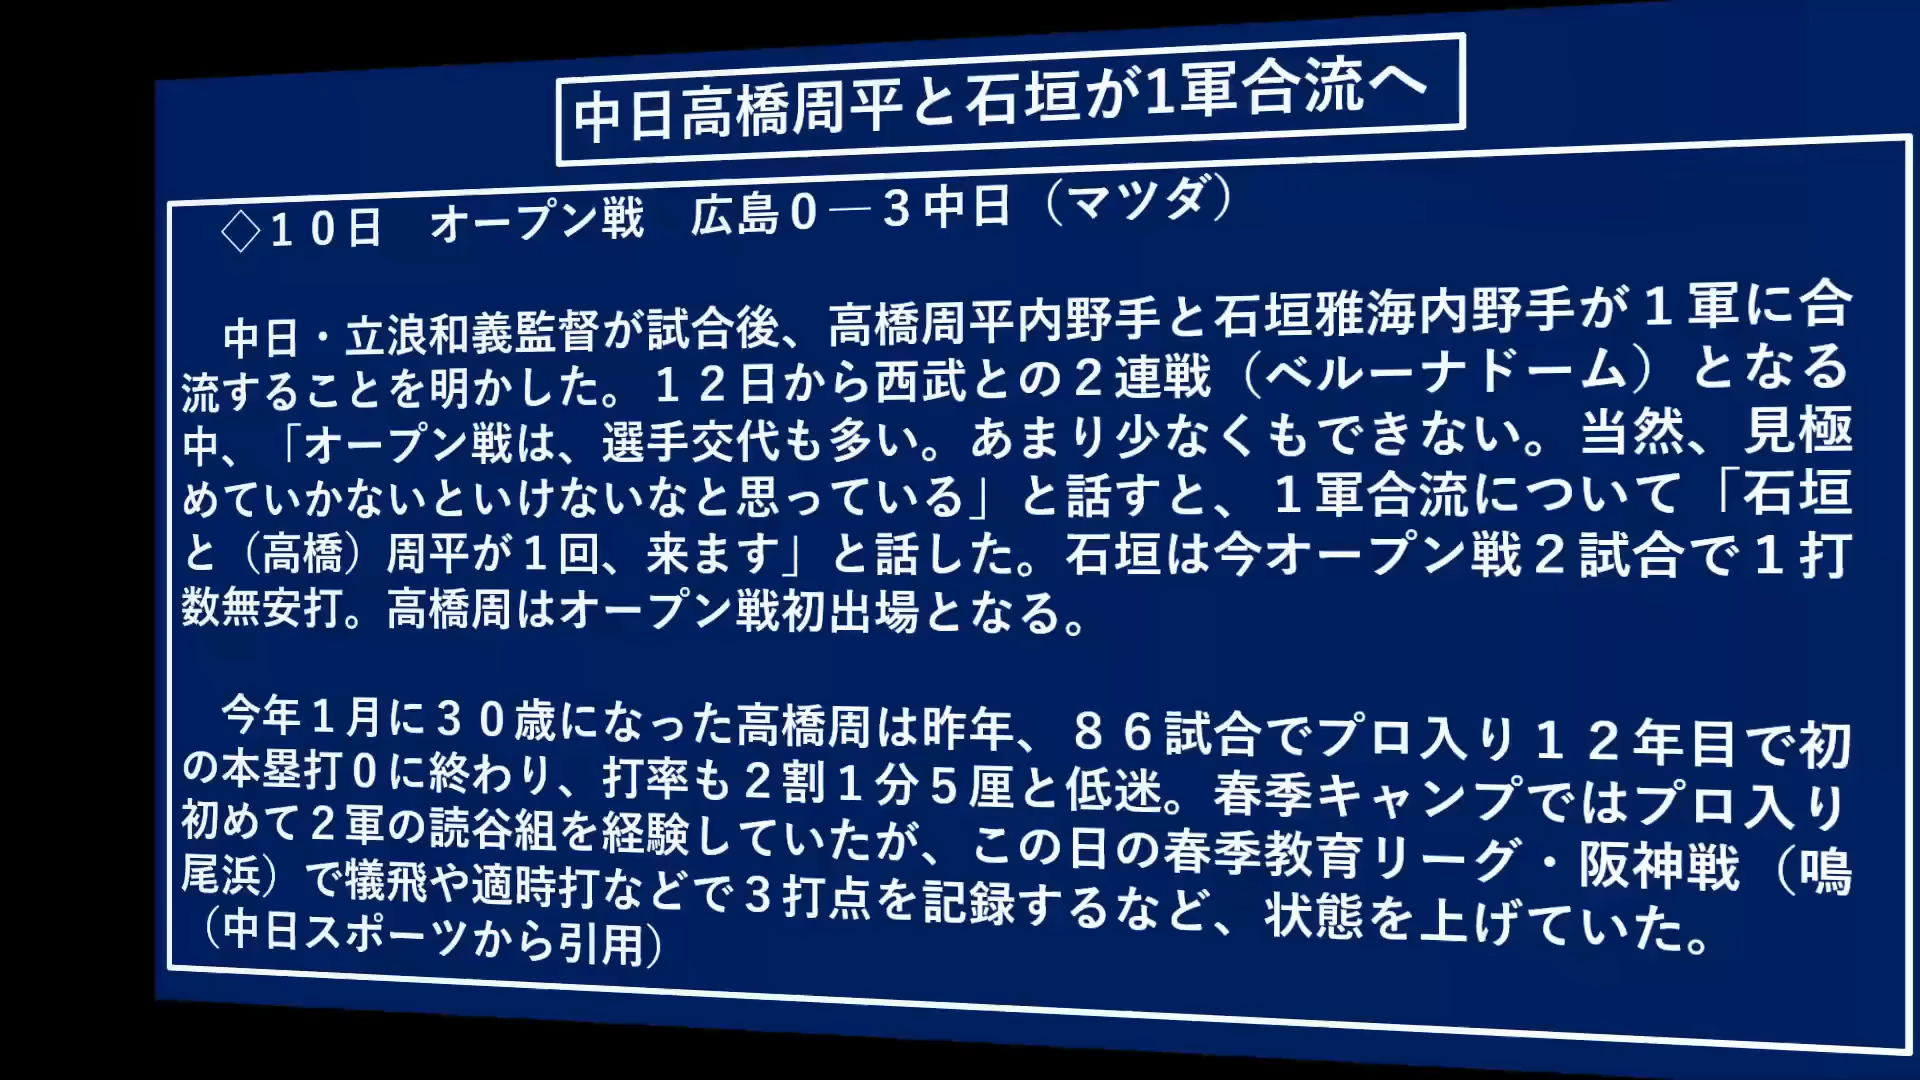 中日高橋周平と石垣が1軍合流へ
◇１０日　オープン戦　広島０―３中日（マツダ）
中日・立浪和義監督が試合後、高橋周平内野手と石垣雅海内野手が１軍に合
流することを明かした。１２日から西武との２連戦（ベルーナドーム）となる
中、「オープン戦は、選手交代も多い。あまり少なくもできない。当然、見極
めていかないといけないなと思っている」と話すと、１軍合流について「石垣
と（高橋）周平が１回、来ます」と話した。石垣は今オープン戦２試合で１打
数無安打。高橋周はオープン戦初出場となる。
今年１月に３０歳になった高橋周は昨年、８６試合でプロ入り１２年目で初
の本塁打０に終わり、打率も２割１分５厘と低迷。春季キャンプではプロ入り
初めて２軍の読谷組を経験していたが、この日の春季教育リーグ・阪神戦（鳴
尾浜）で犠飛や適時打などで３打点を記録するなど、状態を上げていた。
（中日スポーツから引用）